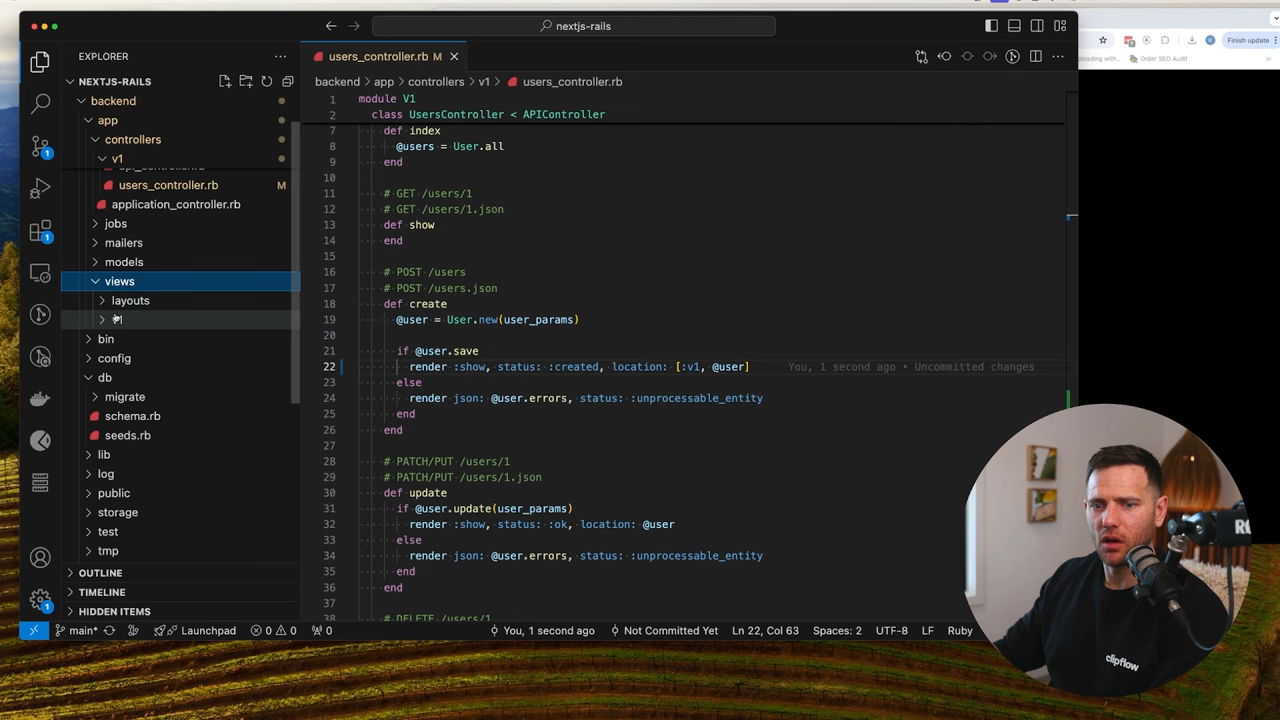 nextjs-rails
Finish update
Order SEO Audit
EXPLORER
users_controller.rb M
NEXTJS-RAILS
backend
app
controllers
v1
users_controller.rb M
application_controller.rb
jobs
mailers
models
views
layouts
bin
config
db
migrate
schema.rb
seeds.rb
lib
log
public
storage
test
tmp
OUTLINE
TIMELINE
HIDDEN ITEMS
backend > app > controllers > v1 > users_controller.rb
1 module V1
2 class UsersController < APIController
7 def index
8 @users = User.all
9 end
10
11 # GET /users/1
12 # GET /users/1.json
13 def show
14 end
15
16 # POST /users
17 # POST /users.json
18 def create
19 @user = User.new(user_params)
20
21 if @user.save
22 render :show, status: :created, location: [:v1, @user] You, 1 second ago • Uncommitted changes
23 else
24 render json: @user.errors, status: :unprocessable_entity
25 end
26 end
27
28 # PATCH/PUT /users/1
29 # PATCH/PUT /users/1.json
30 def update
31 if @user.update(user_params)
32 render :show, status: :ok, location: @user
33 else
34 render json: @user.errors, status: :unprocessable_entity
35 end
36 end
37
38 # DELETE /users/1
main* Launchpad 0 0 0 You, 1 second ago Not Committed Yet Ln 22, Col 63 Spaces: 2 UTF-8 LF Ruby
clipflow